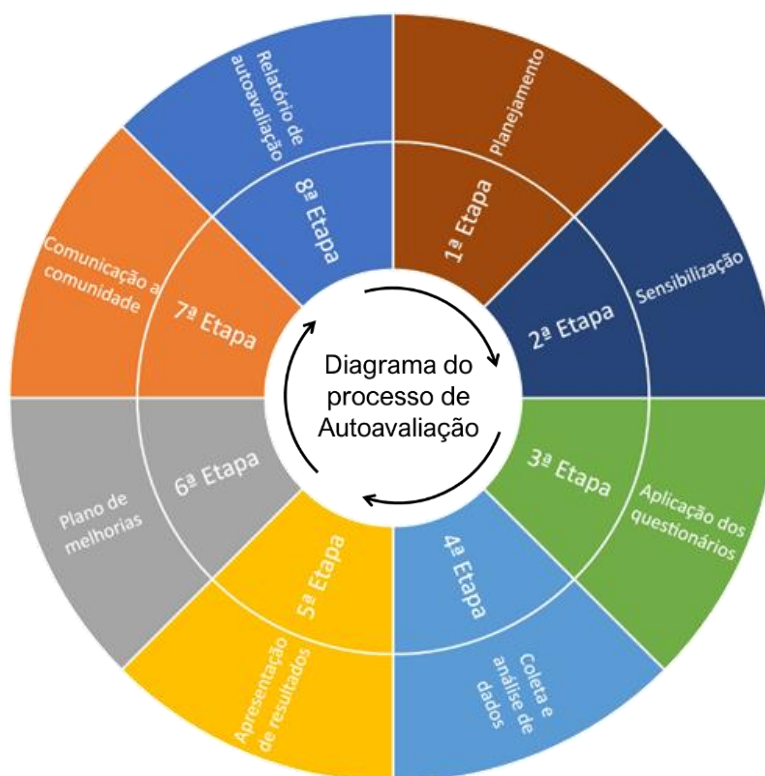 Diagrama do
processo de
Autoavaliação
1ª Etapa
Planejamento
2ª Etapa
Sensibilização
3ª Etapa
Aplicação dos
questionários
4ª Etapa
Coleta e
análise de
dados
5ª Etapa
Apresentação
de resultados
6ª Etapa
Plano de
melhorias
7ª Etapa
Comunicação a
comunidade
8ª Etapa
Relatório de
autoavaliação